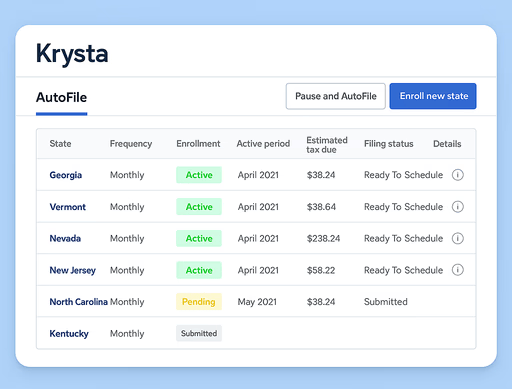 Krysta
AutoFile
Pause and AutoFile
Enroll new state
State Frequency Enrollment Active period Estimated tax due Filing status Details
Georgia Monthly Active April 2021 $38.24 Ready To Schedule
Vermont Monthly Active April 2021 $38.64 Ready To Schedule
Nevada Monthly Active April 2021 $238.24 Ready To Schedule
New Jersey Monthly Active April 2021 $58.22 Ready To Schedule
North Carolina Monthly Pending May 2021 $38.24 Submitted
Kentucky Monthly Submitted